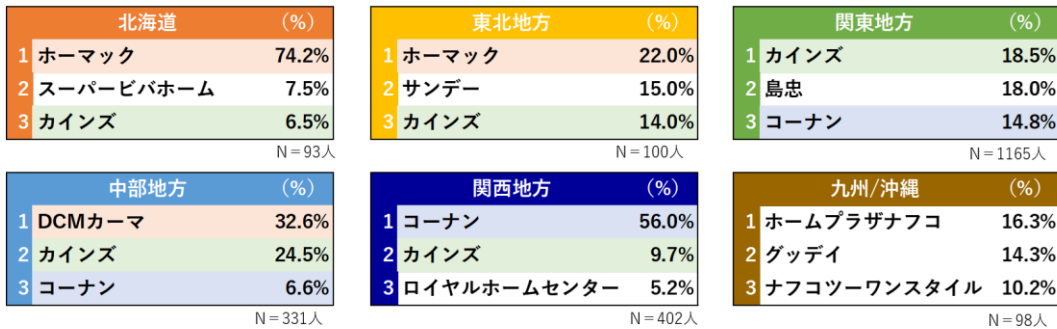 北海道 (%)
1 ホーマック 74.2%
2 スーパービバホーム 7.5%
3 カインズ 6.5%
N＝93人
東北地方 (%)
1 ホーマック 22.0%
2 サンデー 15.0%
3 カインズ 14.0%
N＝100人
関東地方 (%)
1 カインズ 18.5%
2 島忠 18.0%
3 コーナン 14.8%
N＝1165人
中部地方 (%)
1 DCMカーマ 32.6%
2 カインズ 24.5%
3 コーナン 6.6%
N＝331人
関西地方 (%)
1 コーナン 56.0%
2 カインズ 9.7%
3 ロイヤルホームセンター 5.2%
N＝402人
九州/沖縄 (%)
1 ホームプラザナフコ 16.3%
2 グッデイ 14.3%
3 ナフコツーワンスタイル 10.2%
N＝98人